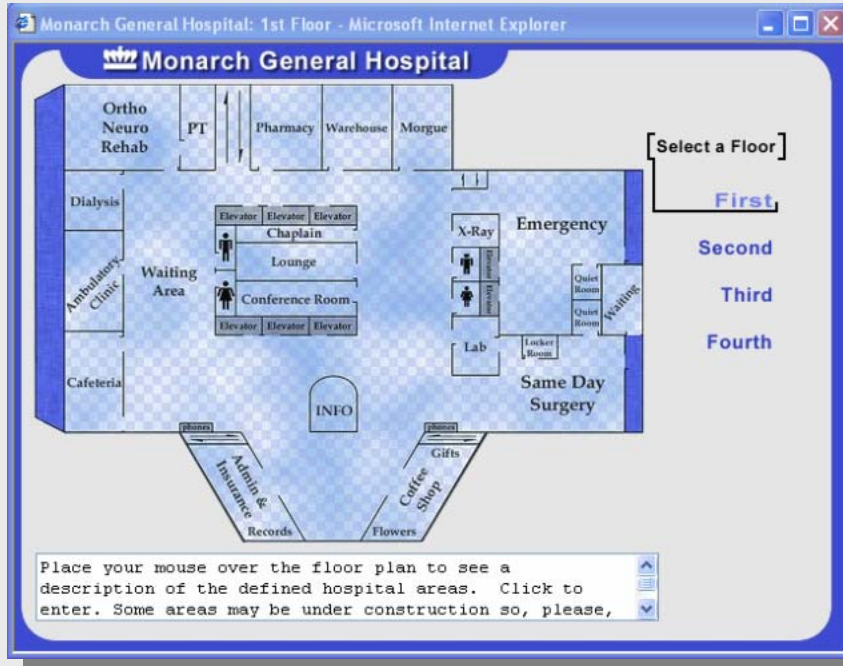 Monarch General Hospital: 1st Floor - Microsoft Internet Explorer
Monarch General Hospital
Ortho
Neuro
Rehab
PT
Pharmacy
Warehouse
Morgue
[Select a Floor]
First
Second
Third
Fourth
Dialysis
Ambulatory
Clinic
Cafeteria
Waiting
Area
Elevator Elevator Elevator
Chaplain
Lounge
Conference Room
Elevator Elevator Elevator
X-Ray
Elevator
Elevator
Lab
Emergency
Quiet
Room
Quiet
Room
Waiting
Locker
Room
Same Day
Surgery
INFO
phones
Admin &
Insurance
Records
phones
Gifts
Coffee
Shop
Flowers
Place your mouse over the floor plan to see a
description of the defined hospital areas. Click to
enter. Some areas may be under construction so, please,